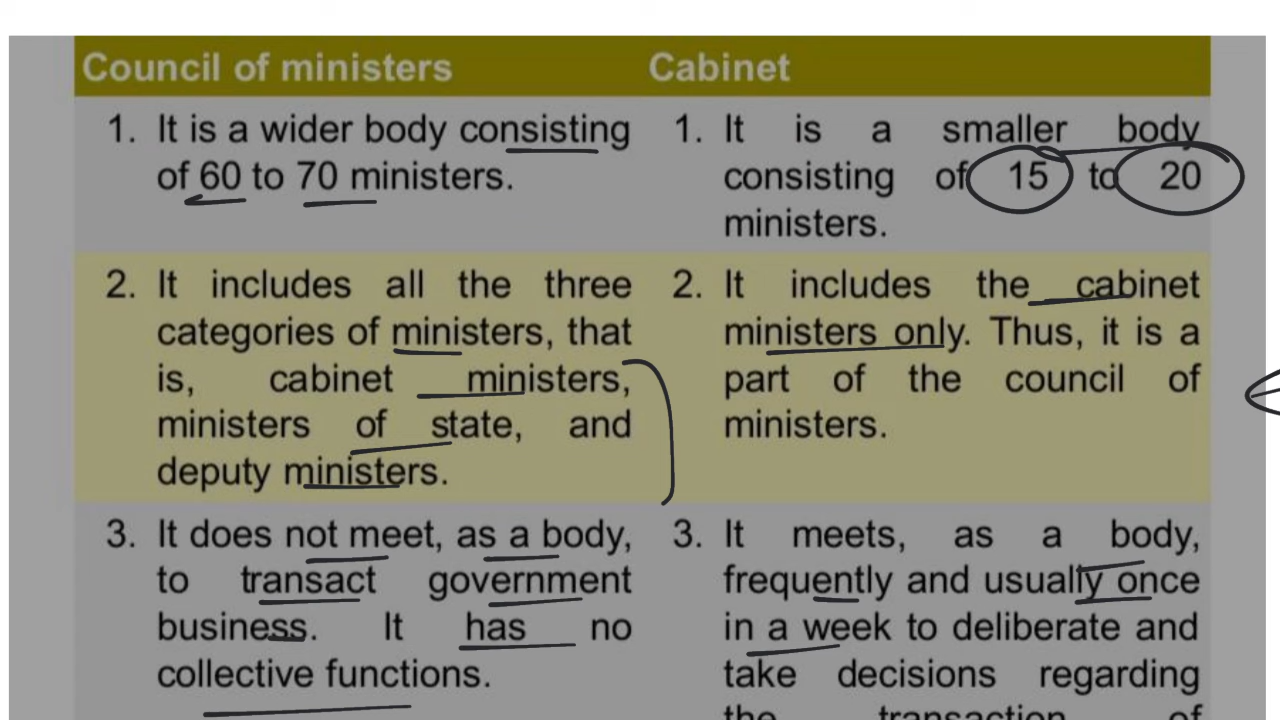 Council of ministers
Cabinet
1. It is a wider body consisting
of 60 to 70 ministers.
1. It is a smaller body
consisting of 15 to 20
ministers.
2. It includes all the three
categories of ministers, that
is, cabinet ministers,
ministers of state, and
deputy ministers.
2. It includes the cabinet
ministers only. Thus, it is a
part of the council of
ministers.
3. It does not meet, as a body,
to transact government
business. It has no
collective functions.
3. It meets, as a body,
frequently and usually once
in a week to deliberate and
take decisions regarding
the transaction of